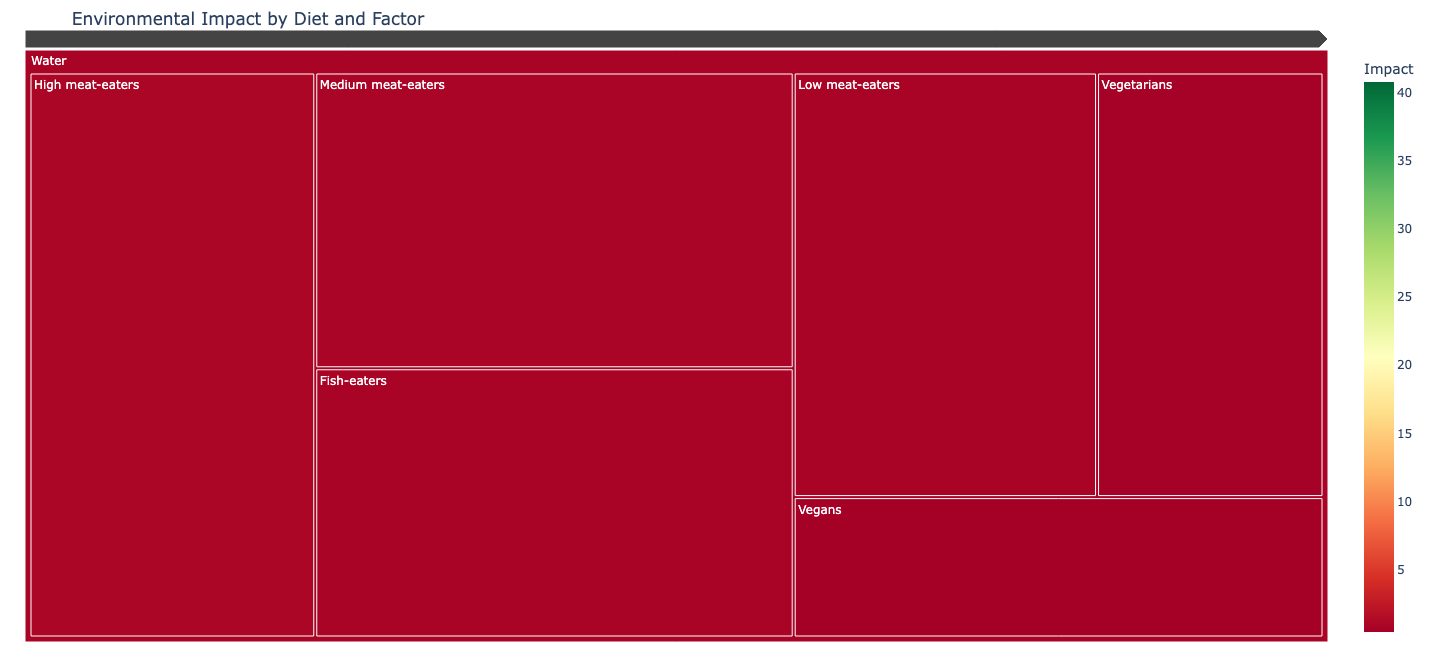 Environmental Impact by Diet and Factor
Water
High meat-eaters
Medium meat-eaters
Low meat-eaters
Vegetarians
Fish-eaters
Vegans
Impact
40
35
30
25
20
15
10
5